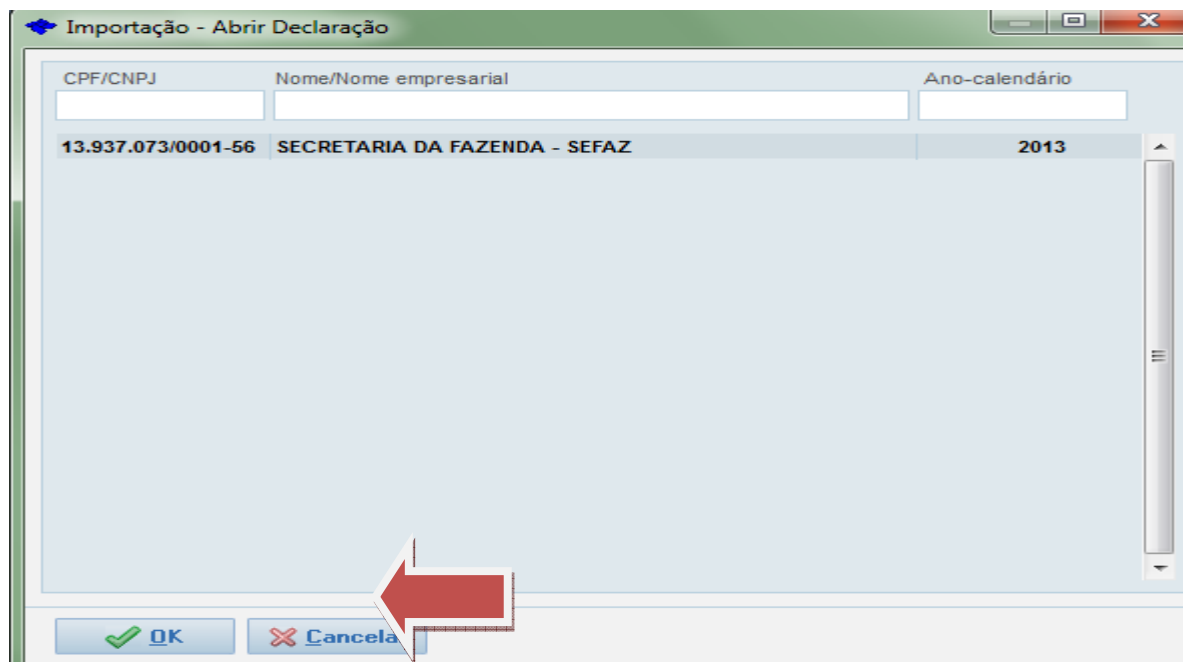 Importação - Abrir Declaração
CPF/CNPJ Nome/Nome empresarial Ano-calendário
13.937.073/0001-56 SECRETARIA DA FAZENDA - SEFAZ 2013
OK Cancela